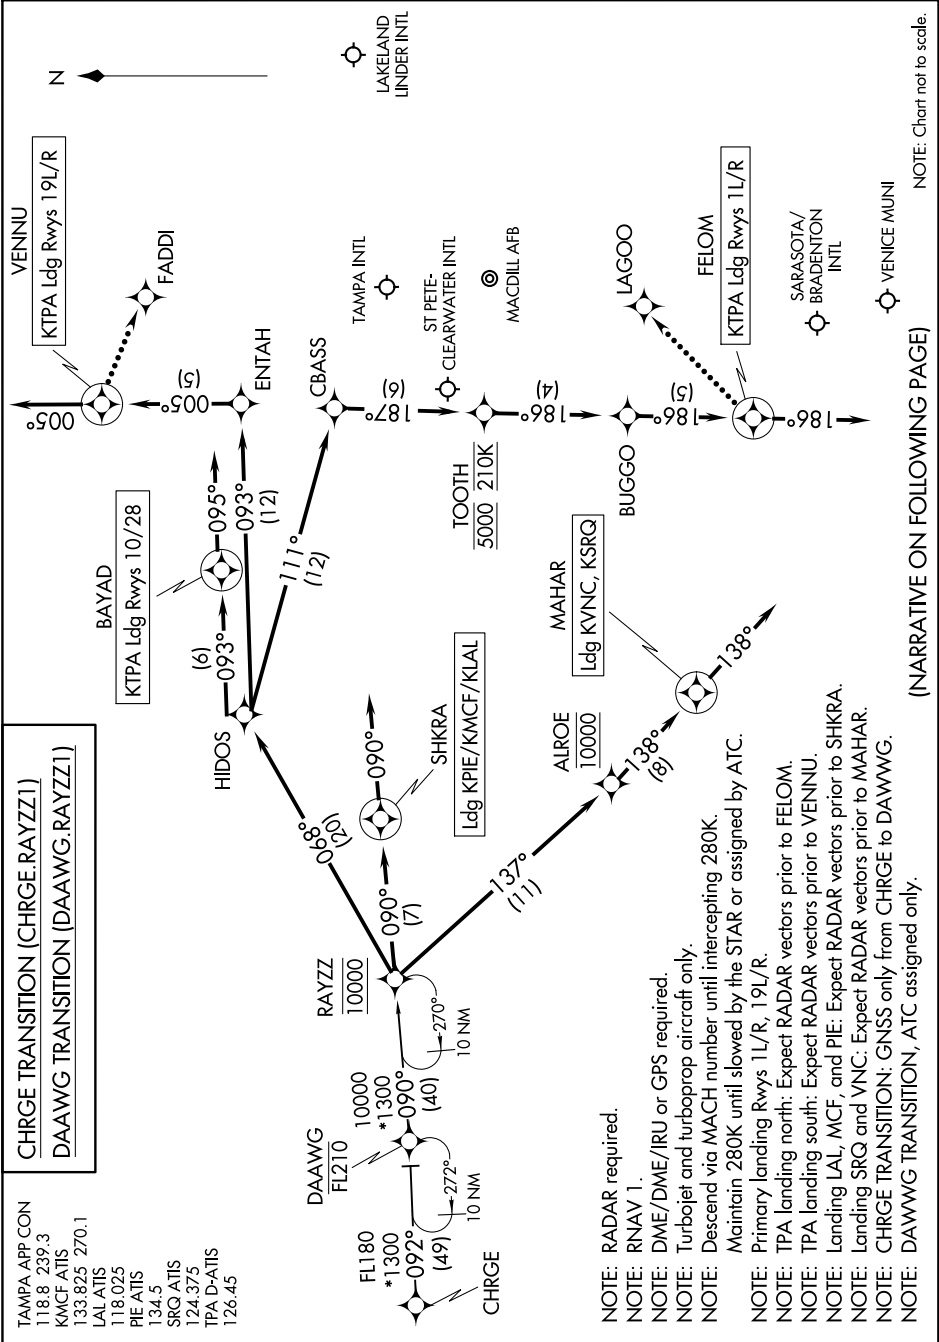 TAMPA APP CON
118.8 239.3
KMCF ATIS
133.825 270.1
LAL ATIS
118.025
PIE ATIS
134.5
SRQ ATIS
124.375
TPA D-ATIS
126.45
CHRGE TRANSITION (CHRGE.RAYZZ1)
DAAWG TRANSITION (DAAWG.RAYZZ1)
N
LAKELAND
LINDER INTL
VENNU
KTPA Ldg Rwys 19L/R
FADDI
005°
005°
(5)
ENTAH
BAYAD
KTPA Ldg Rwys 10/28
(6)
093°
095°
093°
(12)
HIDOS
111°
(12)
CBASS
187°
(6)
TAMPA INTL
ST PETE-
CLEARWATER INTL
MACDILL AFB
TOOTH
5000 210K
186°
(4)
BUGGO
186°
(5)
LAGOO
FELOM
KTPA Ldg Rwys 1L/R
186°
SARASOTA/
BRADENTON
INTL
VENICE MUNI
068°
(20)
SHKRA
Ldg KPIE/KMCF/KLAL
090°
090°
(7)
RAYZZ
10000
270°
10 NM
137°
(11)
ALROE
10000
138°
(8)
MAHAR
Ldg KVNC, KSRQ
138°
DAAWG
FL210
10000
*1300
090°
(40)
272°
10 NM
FL180
*1300
092°
(49)
CHRGE
NOTE: RADAR required.
NOTE: RNAV 1.
NOTE: DME/DME/IRU or GPS required.
NOTE: Turbojet and turboprop aircraft only.
NOTE: Descend via MACH number until intercepting 280K.
Maintain 280K until slowed by the STAR or assigned by ATC.
NOTE: Primary landing Rwys 1L/R, 19L/R.
NOTE: TPA landing north: Expect RADAR vectors prior to FELOM.
NOTE: TPA landing south: Expect RADAR vectors prior to VENNU.
NOTE: Landing LAL, MCF, and PIE: Expect RADAR vectors prior to SHKRA.
NOTE: Landing SRQ and VNC: Expect RADAR vectors prior to MAHAR.
NOTE: CHRGE TRANSITION: GNSS only from CHRGE to DAWWG.
NOTE: DAWWG TRANSITION, ATC assigned only.
(NARRATIVE ON FOLLOWING PAGE)
NOTE: Chart not to scale.